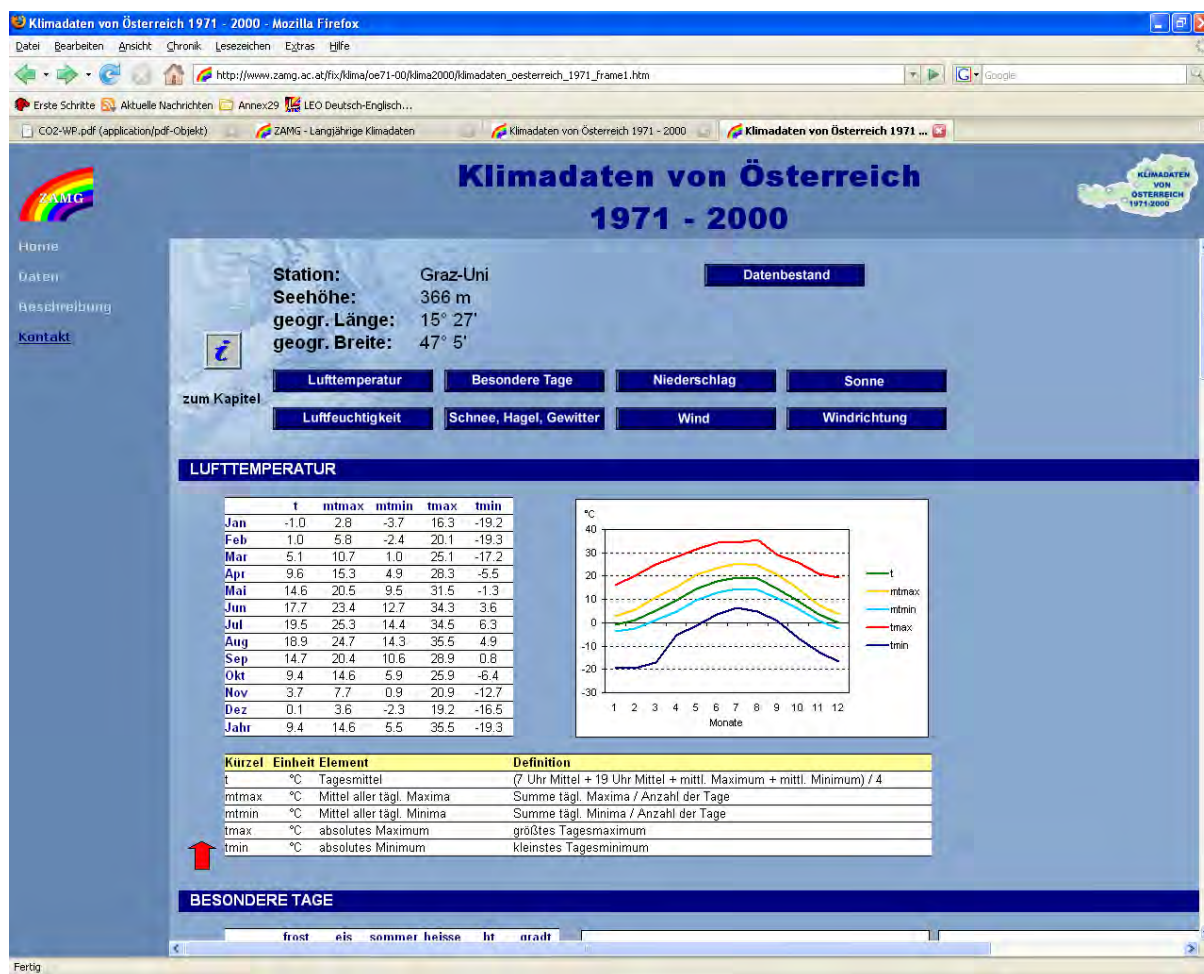 Klimadaten von Österreich 1971 - 2000 - Mozilla Firefox
Datei Bearbeiten Ansicht Chronik Lesezeichen Extras Hilfe
http://www.zamg.ac.at/fix/klima/oe71-00/klima2000/klimadaten_oesterreich_1971_frame1.htm
G Google
Erste Schritte Aktuelle Nachrichten Annex29 LEO Deutsch-Englisch...
CO2-WP.pdf (application/pdf-Objekt) ZAMG - Langjährige Klimadaten Klimadaten von Österreich 1971 - 2000 Klimadaten von Österreich 1971 ...
ZAMG
Klimadaten von Österreich
1971 - 2000
KLIMADATEN
VON
ÖSTERREICH
1971-2000
Home
Daten
Beschreibung
Kontakt
Station: Graz-Uni
Seehöhe: 366 m
geogr. Länge: 15° 27'
geogr. Breite: 47° 5'
Datenbestand
i
zum Kapitel
Lufttemperatur Besondere Tage Niederschlag Sonne
Luftfeuchtigkeit Schnee, Hagel, Gewitter Wind Windrichtung
LUFTTEMPERATUR
t mtmax mtmin tmax tmin
Jan -1.0 2.8 -3.7 16.3 -19.2
Feb 1.0 5.8 -2.4 20.1 -19.3
Mar 5.1 10.7 1.0 25.1 -17.2
Apr 9.6 15.3 4.9 28.3 -5.5
Mai 14.6 20.5 9.5 31.5 -1.3
Jun 17.7 23.4 12.7 34.3 3.6
Jul 19.5 25.3 14.4 34.5 6.3
Aug 18.9 24.7 14.3 35.5 4.9
Sep 14.7 20.4 10.6 28.9 0.8
Okt 9.4 14.6 5.9 25.9 -6.4
Nov 3.7 7.7 0.9 20.9 -12.7
Dez 0.1 3.6 -2.3 19.2 -16.5
Jahr 9.4 14.6 5.5 35.5 -19.3
°C
40
30
20
10
0
-10
-20
-30
1 2 3 4 5 6 7 8 9 10 11 12
Monate
t
mtmax
mtmin
tmax
tmin
Kürzel Einheit Element Definition
t °C Tagesmittel (7 Uhr Mittel + 19 Uhr Mittel + mittl. Maximum + mittl. Minimum) / 4
mtmax °C Mittel aller tägl. Maxima Summe tägl. Maxima / Anzahl der Tage
mtmin °C Mittel aller tägl. Minima Summe tägl. Minima / Anzahl der Tage
tmax °C absolutes Maximum größtes Tagesmaximum
tmin °C absolutes Minimum kleinstes Tagesminimum
BESONDERE TAGE
frost eis sommer heisse ht gradt
Fertig